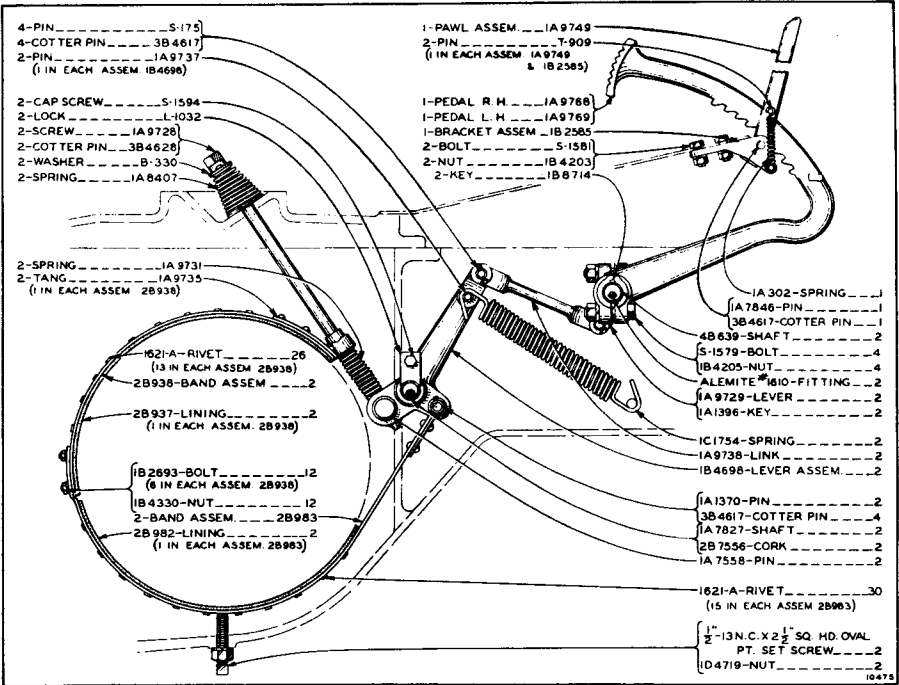 4-PIN S-175
4-COTTER PIN 3B4617
2-PIN 1A9737
(1 IN EACH ASSEM. 1B4698)
2-CAP SCREW S-1594
2-LOCK L-1032
2-SCREW 1A9728
2-COTTER PIN 3B4628
2-WASHER B-330
2-SPRING 1A8407
2-SPRING 1A9731
2-TANG 1A9735
(1 IN EACH ASSEM 2B938)
1621-A-RIVET 26
(13 IN EACH ASSEM 2B938)
2B938-BAND ASSEM 2
2B937-LINING 2
(1 IN EACH ASSEM. 2B938)
1B2693-BOLT 12
(6 IN EACH ASSEM. 2B938)
1B4330-NUT 12
2-BAND ASSEM. 2B983
2B982-LINING 2
(1 IN EACH ASSEM. 2B983)
1-PAWL ASSEM. 1A9749
2-PIN T-909
(1 IN EACH ASSEM. 1A9749
& 1B2585)
1-PEDAL R.H. 1A9768
1-PEDAL L.H. 1A9769
1-BRACKET ASSEM 1B2585
2-BOLT S-1581
2-NUT 1B4203
2-KEY 1B8714
1A302-SPRING 1
1A7846-PIN 1
3B4617-COTTER PIN 1
4B639-SHAFT 2
S-1579-BOLT 4
1B4205-NUT 4
ALEMITE #1610-FITTING 2
1A9729-LEVER 2
1A1396-KEY 2
1C1754-SPRING 2
1A9738-LINK 2
1B4698-LEVER ASSEM. 2
1A1370-PIN 2
3B4617-COTTER PIN 4
1A7827-SHAFT 2
2B7556-CORK 2
1A7558-PIN 2
1621-A-RIVET 30
(15 IN EACH ASSEM 2B983)
1/2"-13 N.C. X 2 1/2" SQ. HD. OVAL
PT. SET SCREW 2
1D4719-NUT 2
10475